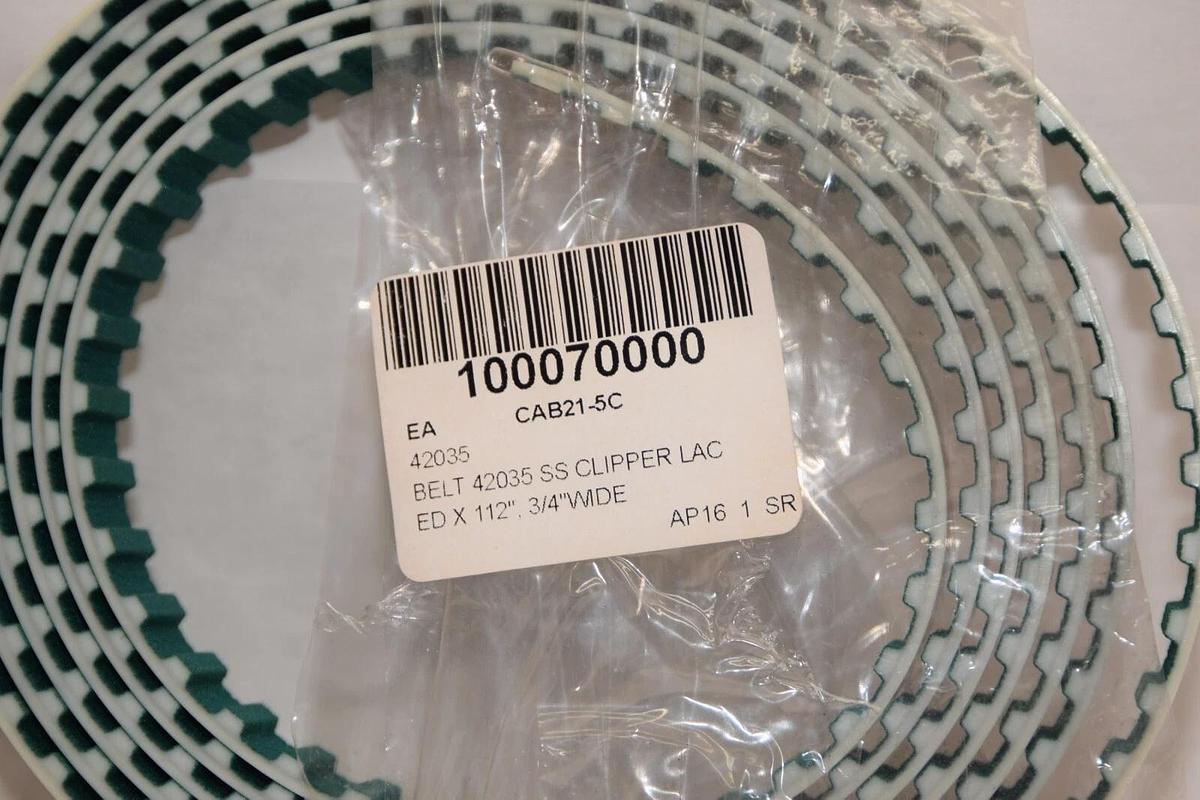 100070000
CAB21-5C
EA
42035
BELT 42035 SS CLIPPER LAC
ED X 112", 3/4"WIDE
AP16 1 SR